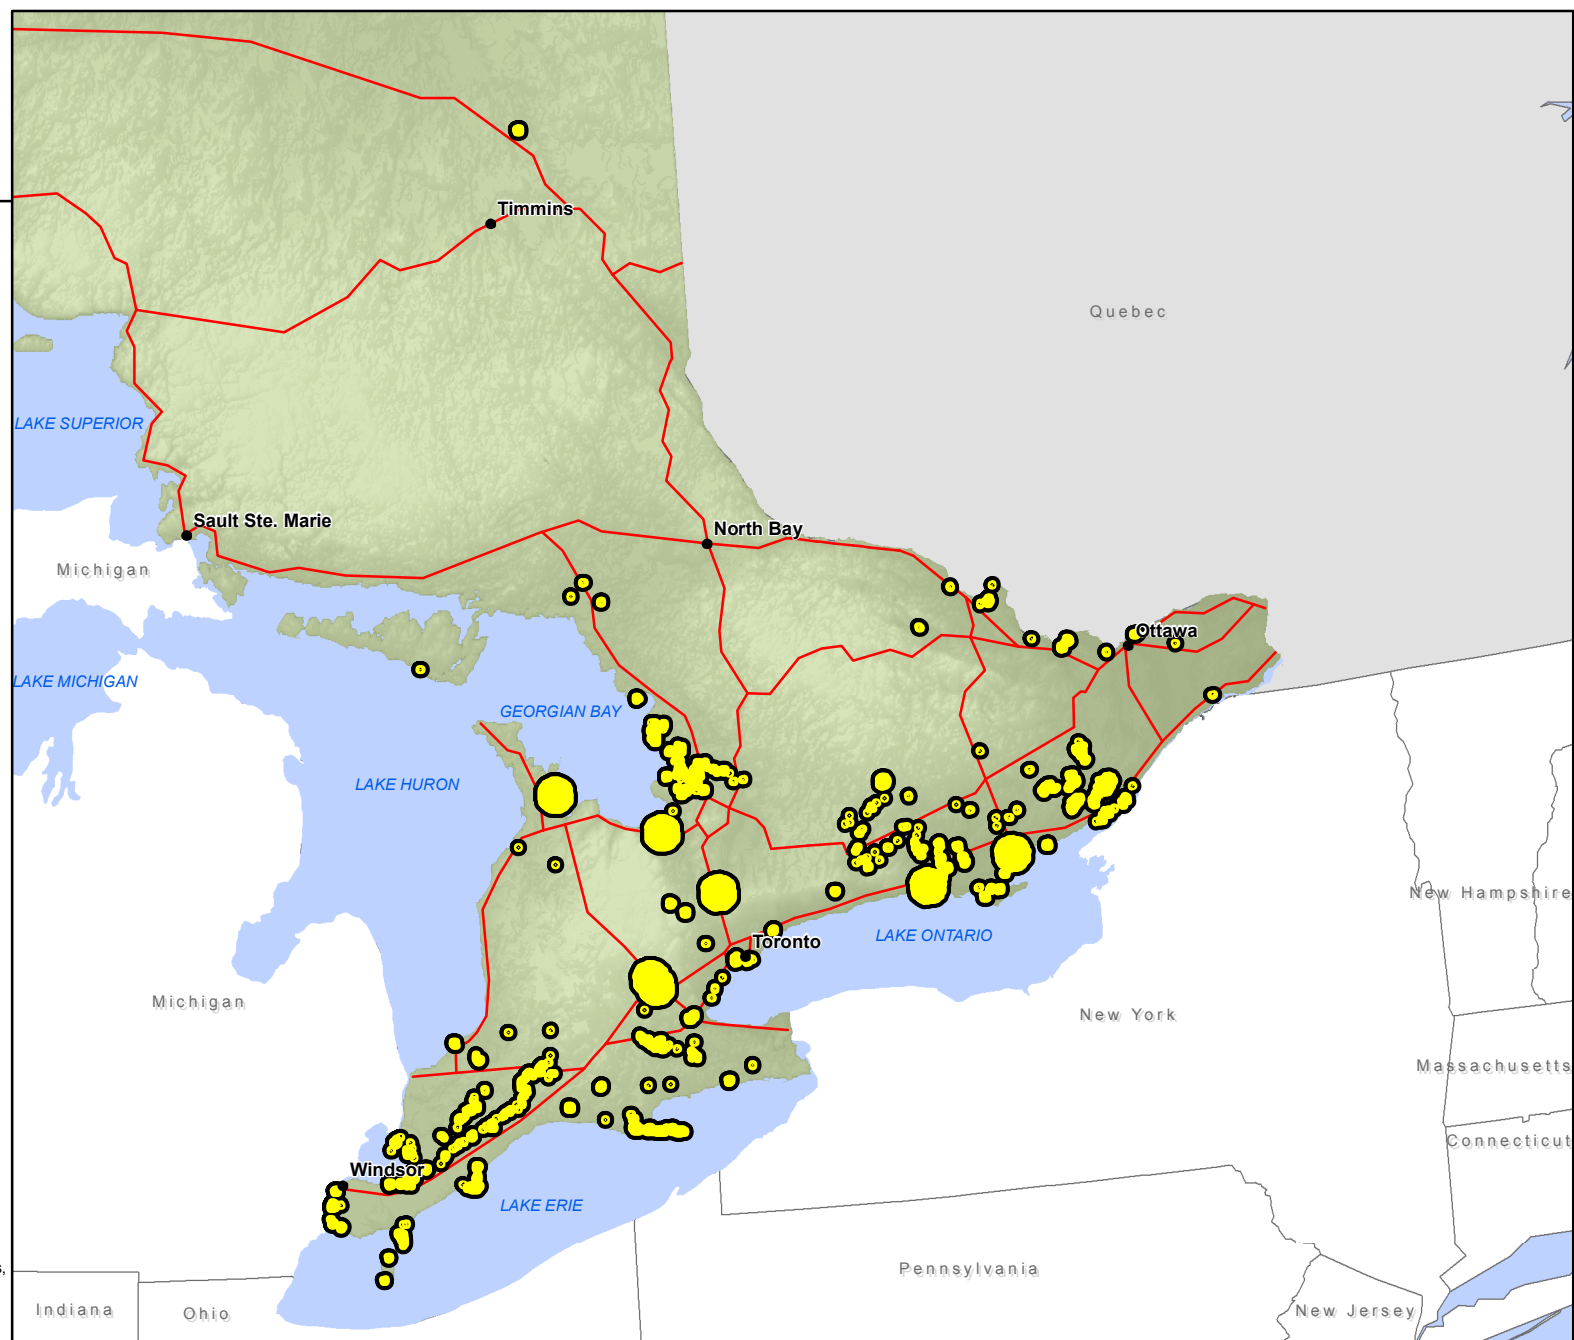 Timmins
Quebec
LAKE SUPERIOR
Sault Ste. Marie
North Bay
Michigan
Ottawa
LAKE MICHIGAN
GEORGIAN BAY
LAKE HURON
New Hampshire
Toronto
LAKE ONTARIO
Michigan
New York
Massachusetts
Connecticut
Windsor
LAKE ERIE
Pennsylvania
Indiana
Ohio
New Jersey